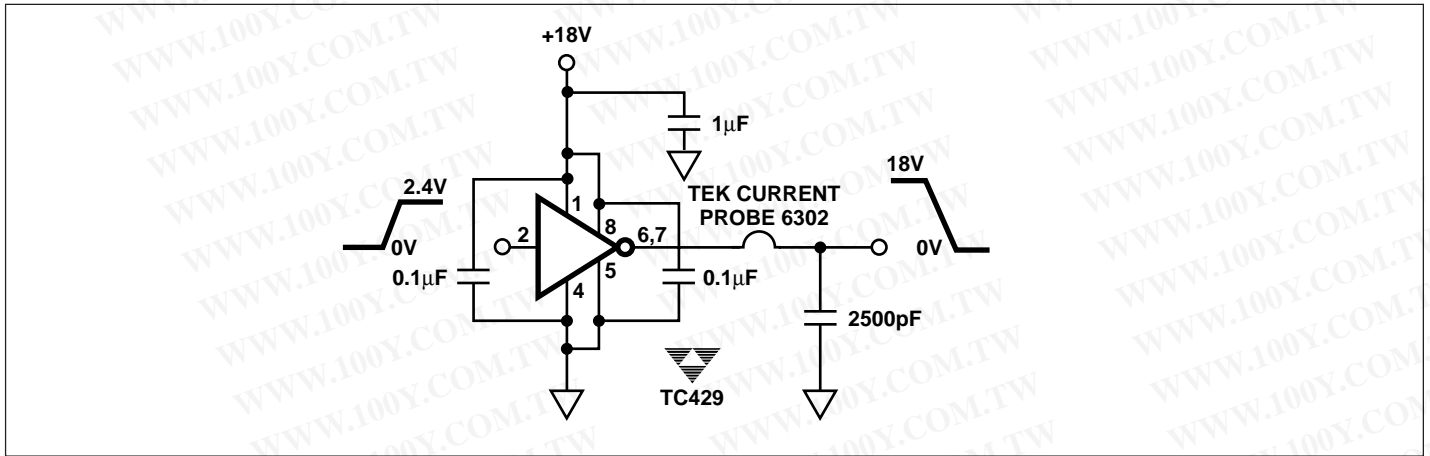 +18V
1μF
18V
2.4V
TEK CURRENT
PROBE 6302
1
2
8
6,7
0V
0V
5
0.1μF
0.1μF
4
2500pF
TC429
WWW.100Y.COM.TW